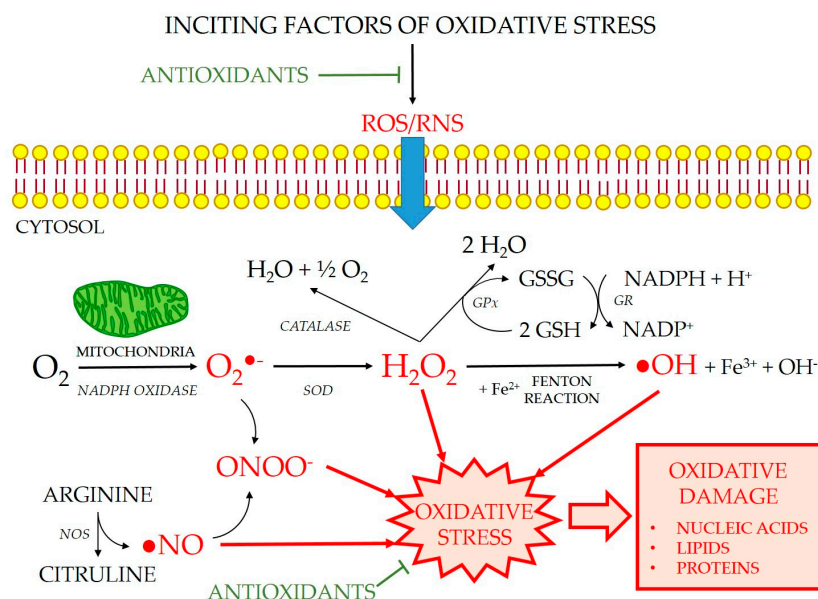 INCITING FACTORS OF OXIDATIVE STRESS
ANTIOXIDANTS
ROS/RNS
CYTOSOL
2 H₂O
H₂O + ½ O₂
GSSG
NADPH + H⁺
GPx
GR
CATALASE
2 GSH
NADP⁺
MITOCHONDRIA
O₂
O₂•⁻
H₂O₂
•OH + Fe³⁺ + OH⁻
NADPH OXIDASE
SOD
+ Fe²⁺
FENTON
REACTION
ONOO⁻
OXIDATIVE
DAMAGE
• NUCLEIC ACIDS
• LIPIDS
• PROTEINS
ARGININE
NOS
•NO
CITRULINE
OXIDATIVE
STRESS
ANTIOXIDANTS